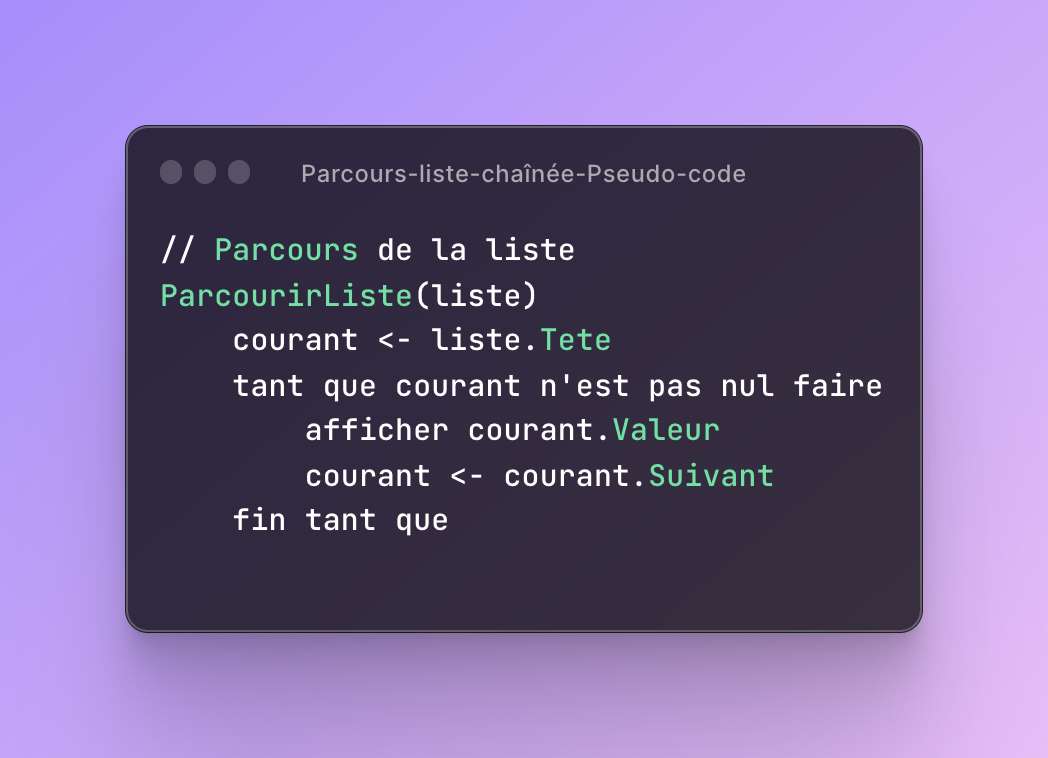 Parcours-liste-chaînée-Pseudo-code
// Parcours de la liste
ParcourirListe(liste)
    courant <- liste.Tete
    tant que courant n'est pas nul faire
        afficher courant.Valeur
        courant <- courant.Suivant
    fin tant que